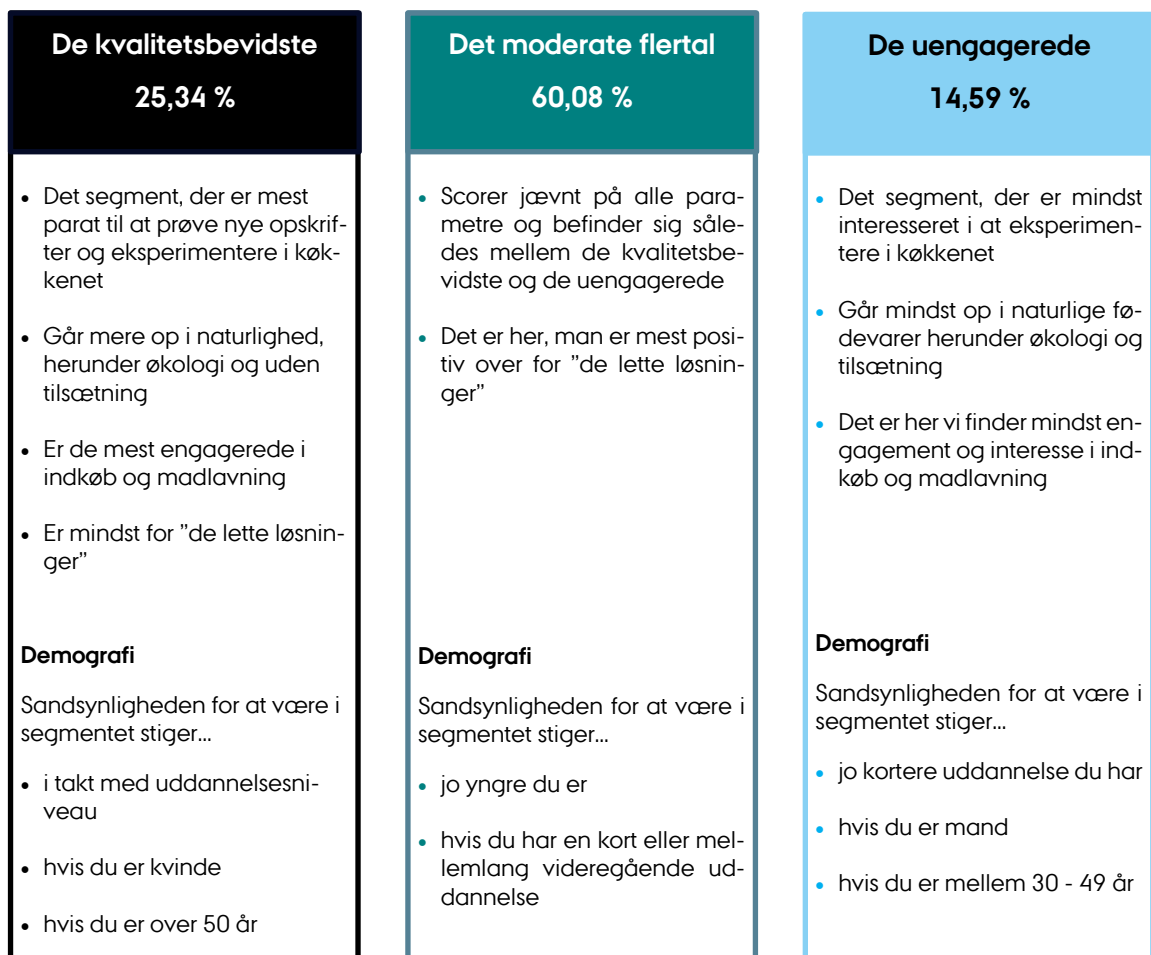 De kvalitetsbevidste
25,34 %
• Det segment, der er mest
parat til at prøve nye opskrif-
ter og eksperimentere i køk-
kenet
• Går mere op i naturlighed,
herunder økologi og uden
tilsætning
• Er de mest engagerede i
indkøb og madlavning
• Er mindst for ”de lette løsnin-
ger”
Demografi
Sandsynligheden for at være i
segmentet stiger...
• i takt med uddannelsesni-
veau
• hvis du er kvinde
• hvis du er over 50 år
Det moderate flertal
60,08 %
• Scorer jævnt på alle para-
metre og befinder sig såle-
des mellem de kvalitetsbe-
vidste og de uengagerede
• Det er her, man er mest posi-
tiv over for ”de lette løsnin-
ger”
Demografi
Sandsynligheden for at være i
segmentet stiger...
• jo yngre du er
• hvis du har en kort eller mel-
lemlang videregående ud-
dannelse
De uengagerede
14,59 %
• Det segment, der er mindst
interesseret i at eksperimen-
tere i køkkenet
• Går mindst op i naturlige fø-
devarer herunder økologi og
tilsætning
• Det er her vi finder mindst en-
gagement og interesse i ind-
køb og madlavning
Demografi
Sandsynligheden for at være i
segmentet stiger...
• jo kortere uddannelse du har
• hvis du er mand
• hvis du er mellem 30 - 49 år